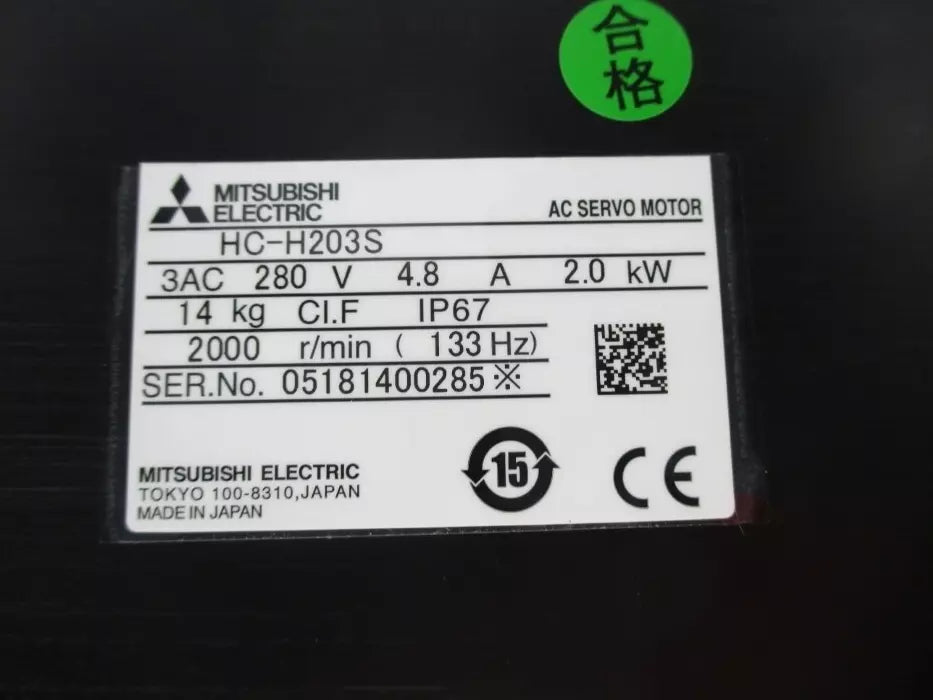 合
格
MITSUBISHI
ELECTRIC
AC SERVO MOTOR
HC-H203S
3AC 280 V 4.8 A 2.0 kW
14 kg CI.F IP67
2000 r/min ( 133 Hz)
SER.No. 05181400285※
15
CE
MITSUBISHI ELECTRIC
TOKYO 100-8310,JAPAN
MADE IN JAPAN